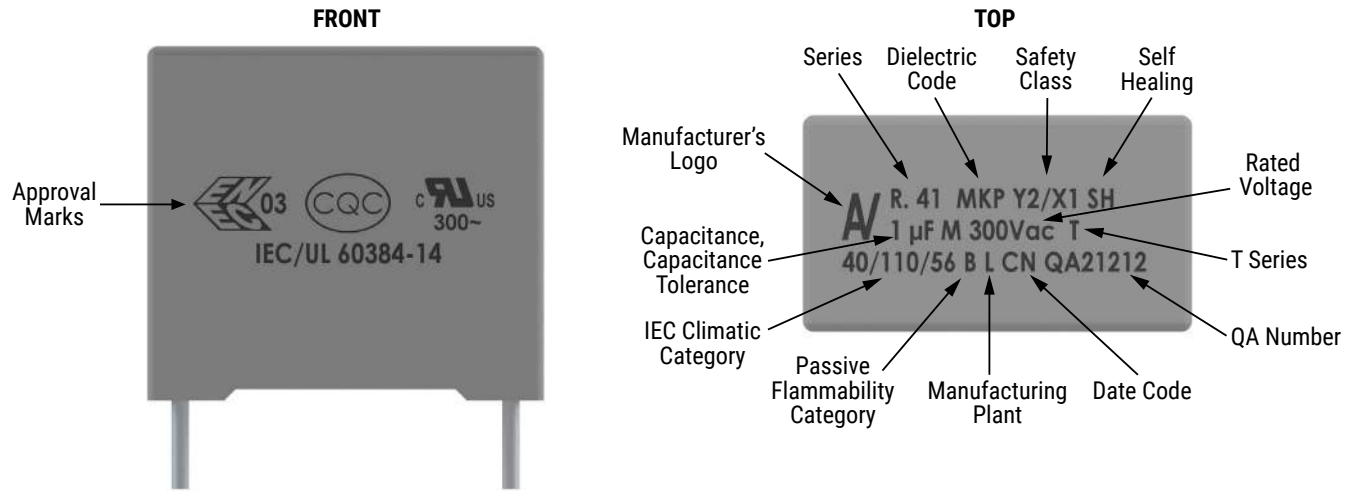 FRONT
Approval
Marks
EN
EC
03
CQC
C
US
300~
IEC/UL 60384-14
TOP
Series
Dielectric
Code
Safety
Class
Self
Healing
Manufacturer's
Logo
Rated
Voltage
R. 41 MKP Y2/X1 SH
1 µF M 300Vac T
40/110/56 B L CN QA21212
Capacitance,
Capacitance
Tolerance
T Series
IEC Climatic
Category
QA Number
Passive
Flammability
Category
Manufacturing
Plant
Date Code